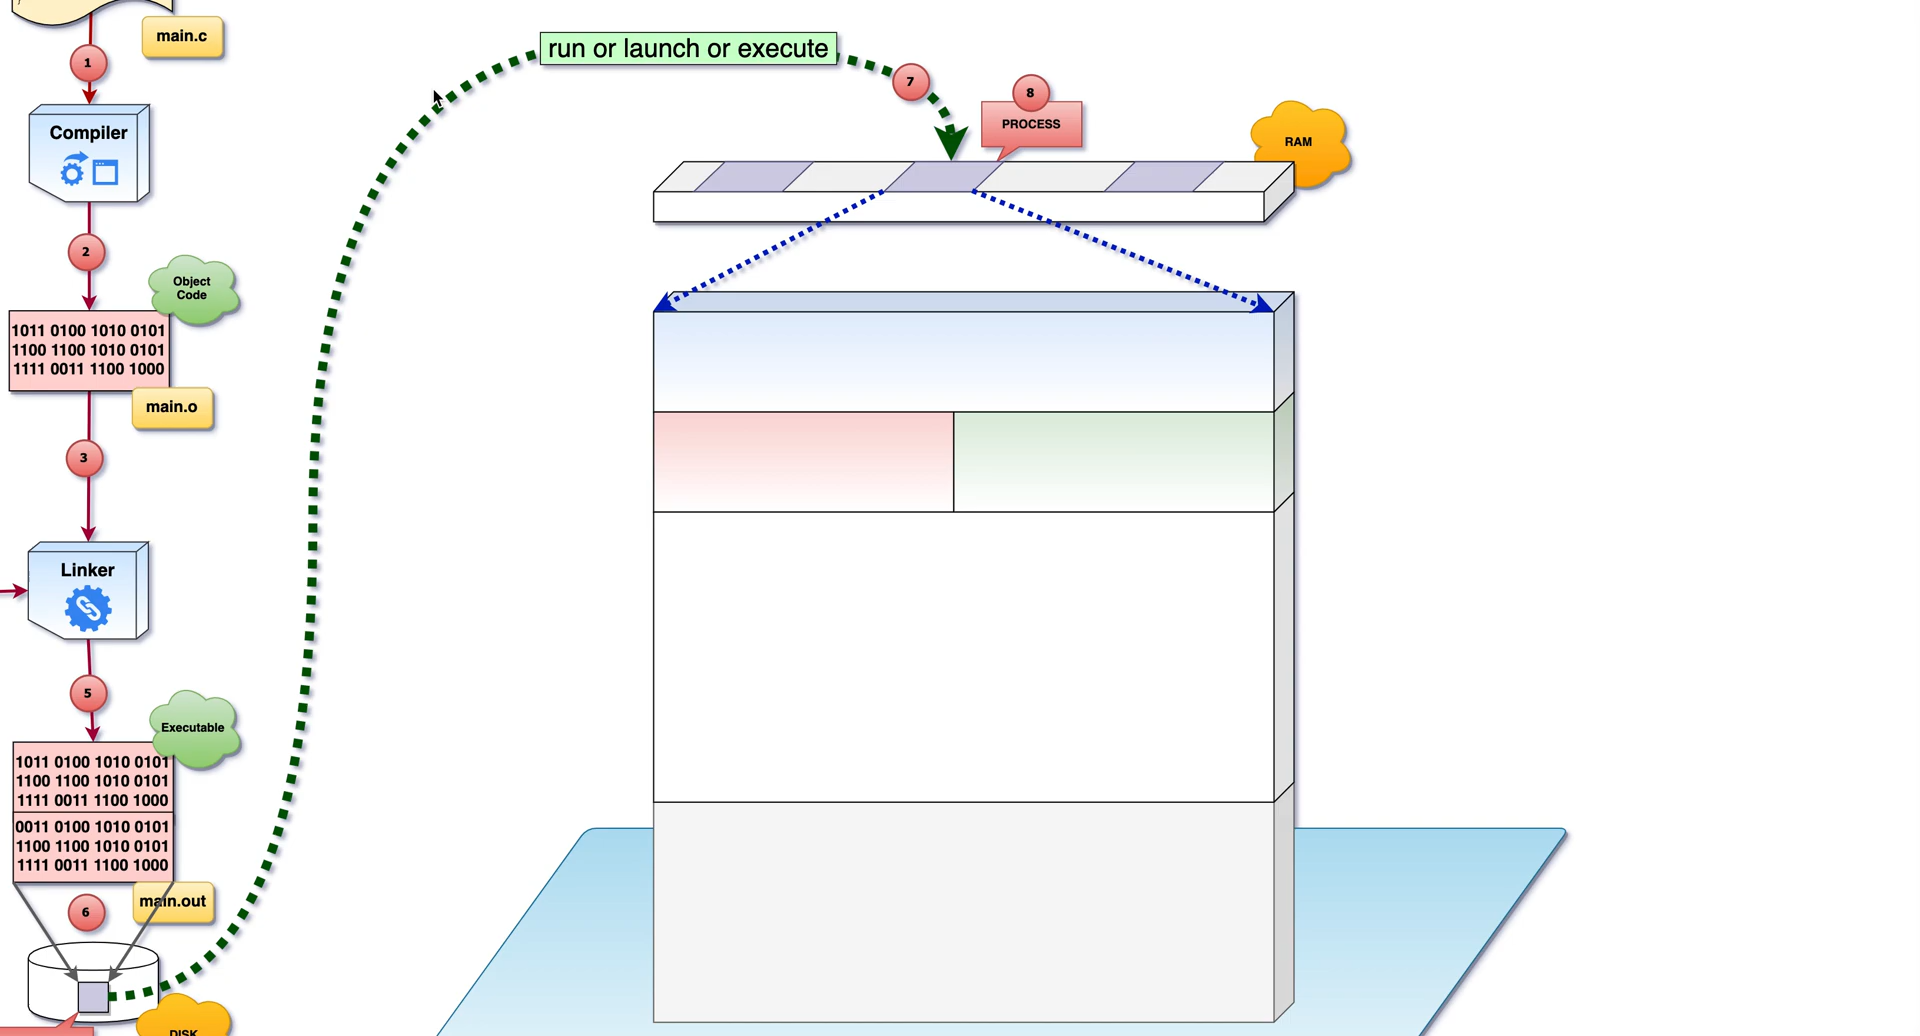 main.c
1
Compiler
2
Object
Code
1011 0100 1010 0101
1100 1100 1010 0101
1111 0011 1100 1000
main.o
3
Linker
5
Executable
1011 0100 1010 0101
1100 1100 1010 0101
1111 0011 1100 1000
0011 0100 1010 0101
1100 1100 1010 0101
1111 0011 1100 1000
main.out
6
DISK
run or launch or execute
7
8
PROCESS
RAM